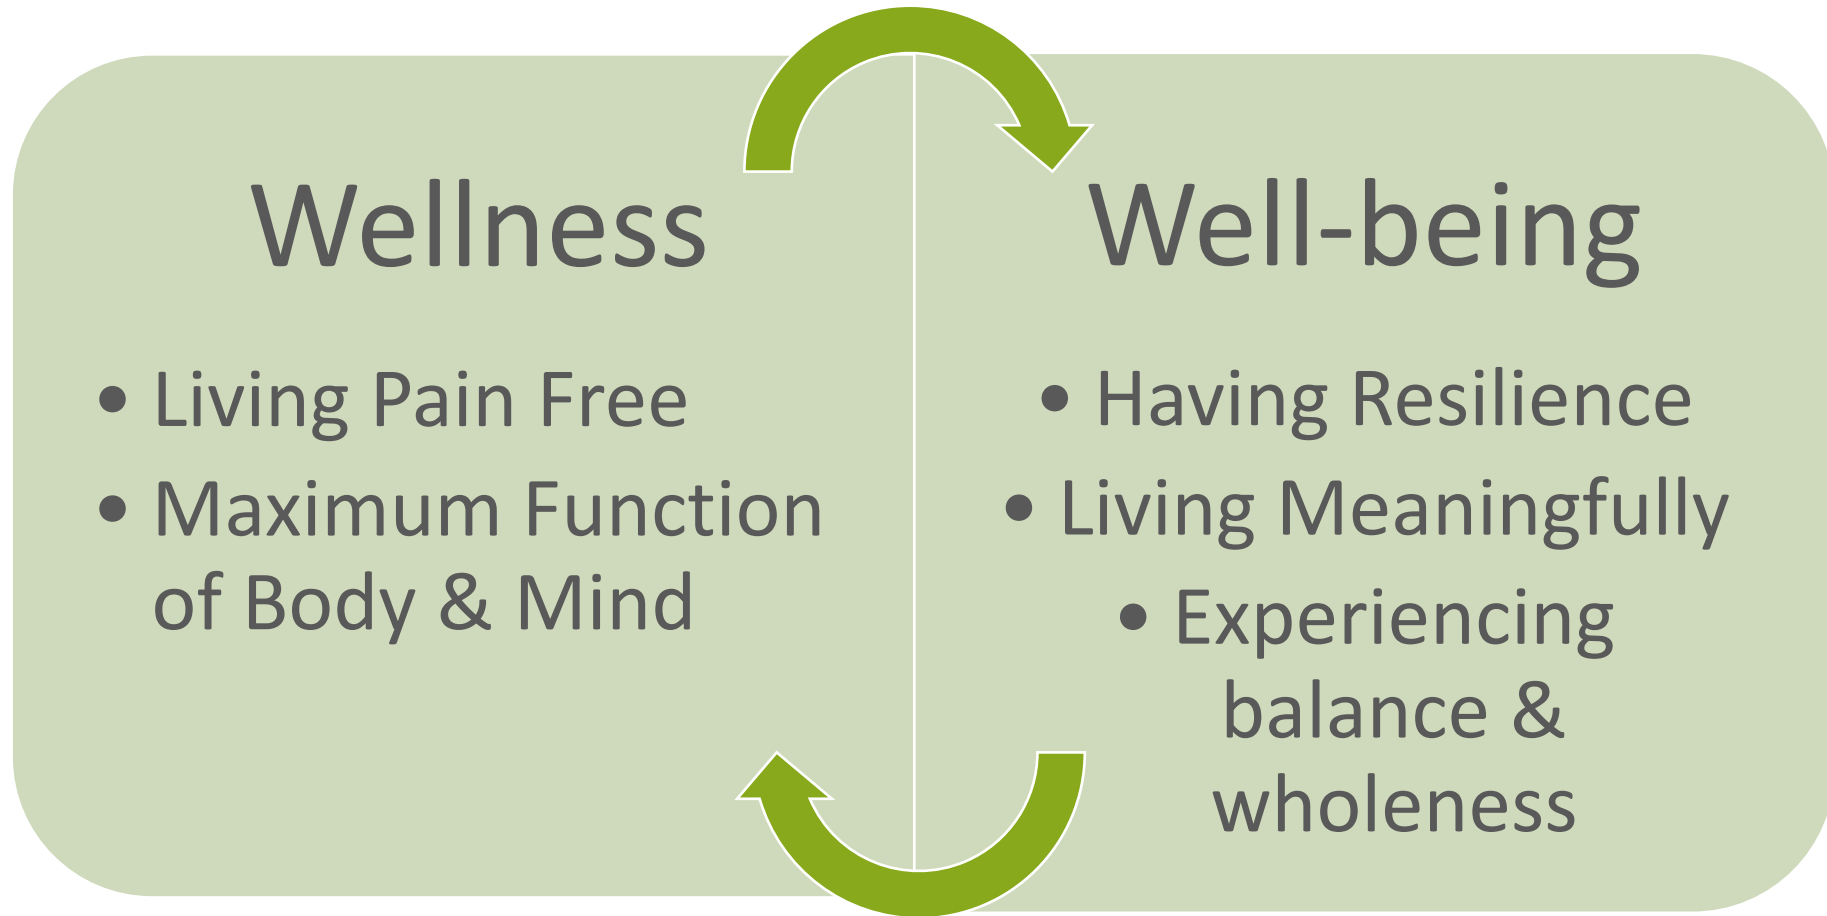 Wellness
• Living Pain Free
• Maximum Function
of Body & Mind
Well-being
• Having Resilience
• Living Meaningfully
• Experiencing
balance &
wholeness